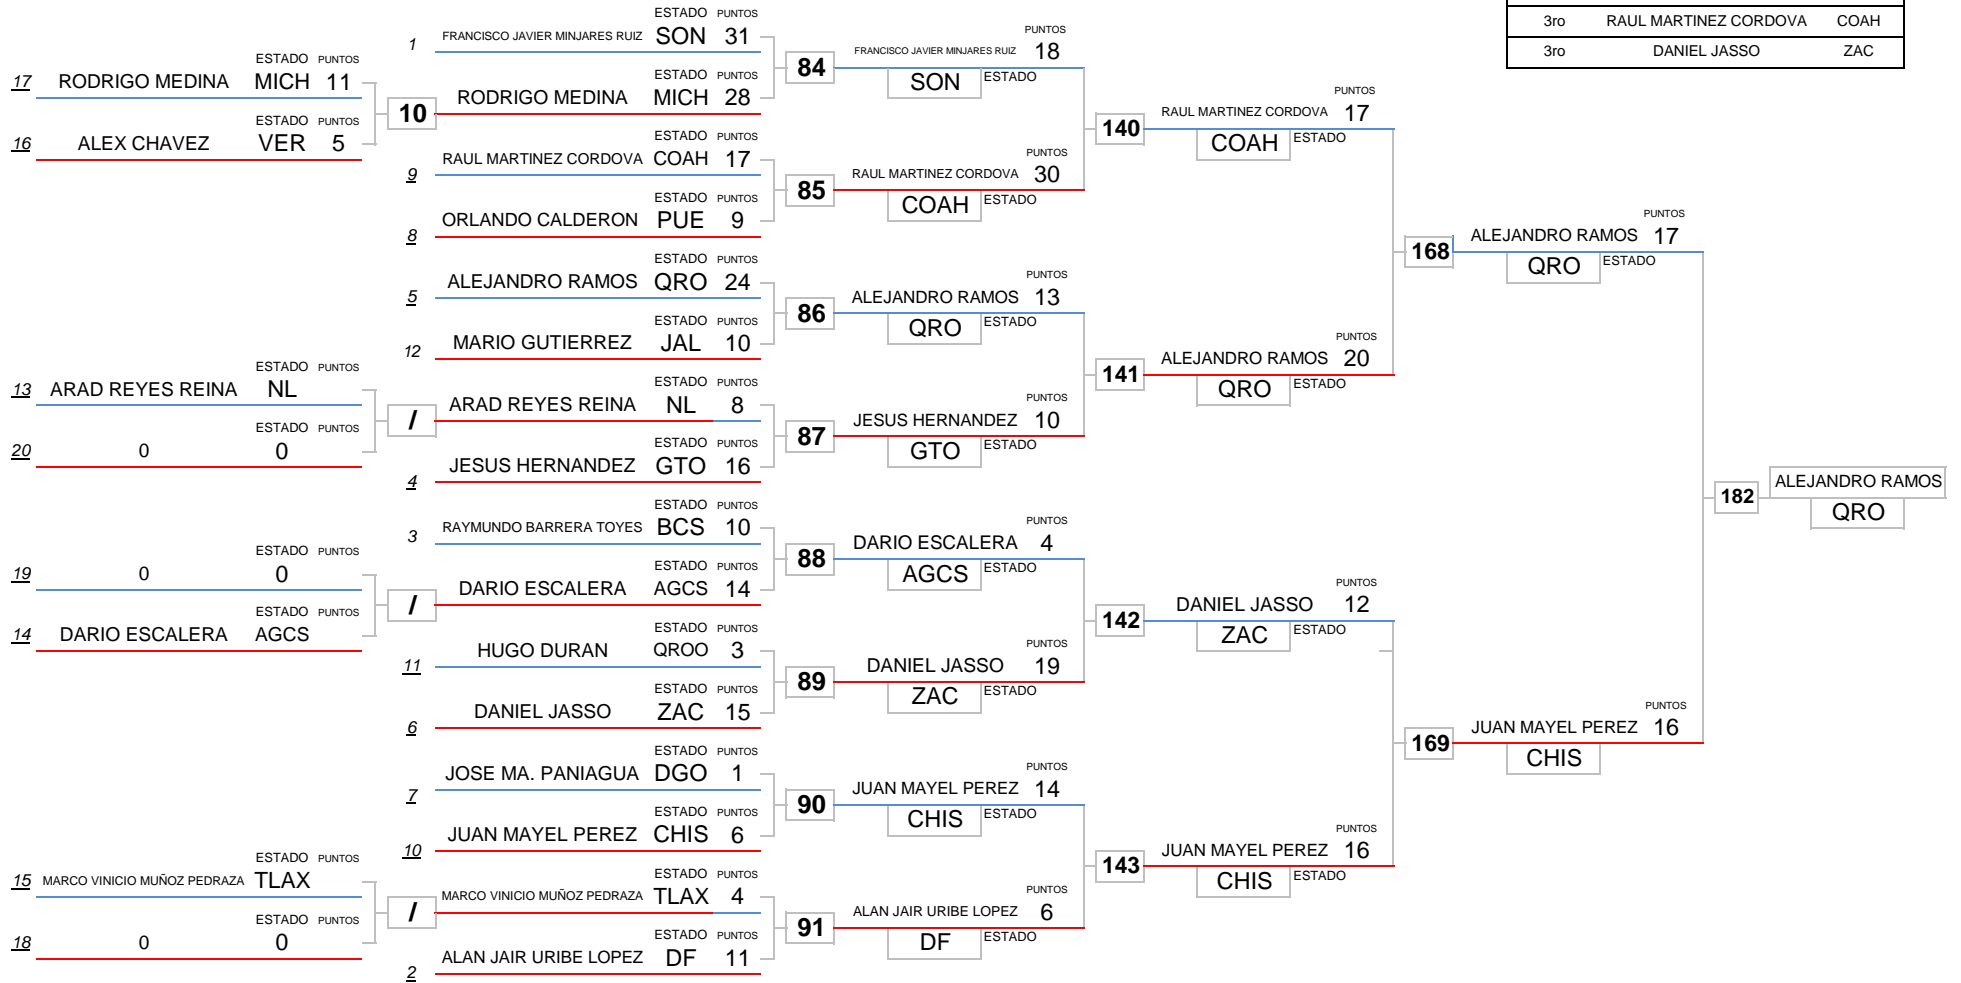 3ro RAUL MARTINEZ CORDOVA COAH
3ro DANIEL JASSO ZAC
ESTADO PUNTOS
17 RODRIGO MEDINA MICH 11
10
ESTADO PUNTOS
16 ALEX CHAVEZ VER 5
ESTADO PUNTOS
13 ARAD REYES REINA NL
/
ESTADO PUNTOS
20 0 0
ESTADO PUNTOS
19 0 0
/
ESTADO PUNTOS
14 DARIO ESCALERA AGCS
ESTADO PUNTOS
15 MARCO VINICIO MUÑOZ PEDRAZA TLAX
/
ESTADO PUNTOS
18 0 0
ESTADO PUNTOS
1 FRANCISCO JAVIER MINJARES RUIZ SON 31
84
ESTADO PUNTOS
RODRIGO MEDINA MICH 28
ESTADO PUNTOS
9 RAUL MARTINEZ CORDOVA COAH 17
85
ESTADO PUNTOS
8 ORLANDO CALDERON PUE 9
ESTADO PUNTOS
5 ALEJANDRO RAMOS QRO 24
86
ESTADO PUNTOS
12 MARIO GUTIERREZ JAL 10
ESTADO PUNTOS
ARAD REYES REINA NL 8
87
ESTADO PUNTOS
4 JESUS HERNANDEZ GTO 16
ESTADO PUNTOS
3 RAYMUNDO BARRERA TOYES BCS 10
88
ESTADO PUNTOS
DARIO ESCALERA AGCS 14
ESTADO PUNTOS
11 HUGO DURAN QROO 3
89
ESTADO PUNTOS
6 DANIEL JASSO ZAC 15
ESTADO PUNTOS
7 JOSE MA. PANIAGUA DGO 1
90
ESTADO PUNTOS
10 JUAN MAYEL PEREZ CHIS 6
ESTADO PUNTOS
MARCO VINICIO MUÑOZ PEDRAZA TLAX 4
91
ESTADO PUNTOS
2 ALAN JAIR URIBE LOPEZ DF 11
PUNTOS
FRANCISCO JAVIER MINJARES RUIZ 18
SON ESTADO
140
PUNTOS
RAUL MARTINEZ CORDOVA 30
COAH ESTADO
PUNTOS
ALEJANDRO RAMOS 13
QRO ESTADO
141
PUNTOS
JESUS HERNANDEZ 10
GTO ESTADO
PUNTOS
DARIO ESCALERA 4
AGCS ESTADO
142
PUNTOS
DANIEL JASSO 19
ZAC ESTADO
PUNTOS
JUAN MAYEL PEREZ 14
CHIS ESTADO
143
PUNTOS
ALAN JAIR URIBE LOPEZ 6
DF ESTADO
PUNTOS
RAUL MARTINEZ CORDOVA 17
COAH ESTADO
168
PUNTOS
ALEJANDRO RAMOS 20
QRO ESTADO
PUNTOS
DANIEL JASSO 12
ZAC ESTADO
169
PUNTOS
JUAN MAYEL PEREZ 16
CHIS ESTADO
PUNTOS
ALEJANDRO RAMOS 17
QRO ESTADO
182
PUNTOS
JUAN MAYEL PEREZ 16
CHIS
ALEJANDRO RAMOS
QRO